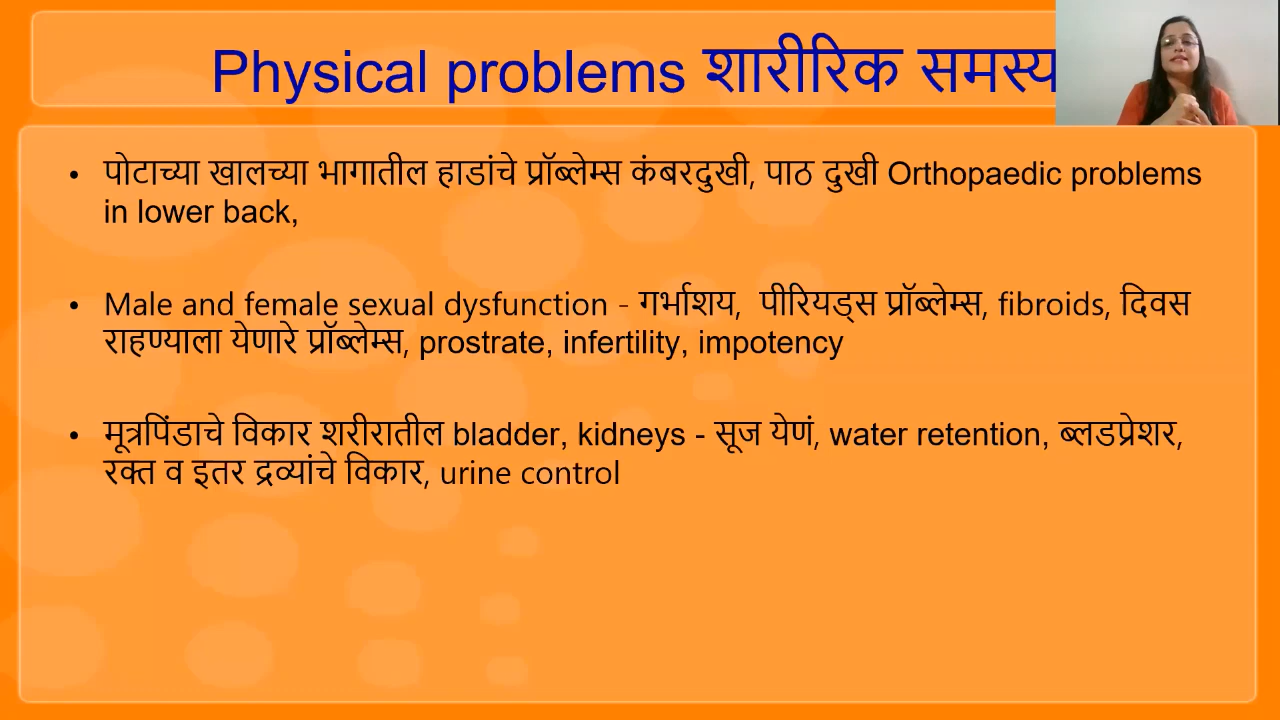 Physical problems शारीरिक समस्य
• पोटाच्या खालच्या भागातील हाडांचे प्रॉब्लेम्स कंबरदुखी, पाठ दुखी Orthopaedic problems
in lower back,
• Male and female sexual dysfunction - गर्भाशय, पीरियड्स प्रॉब्लेम्स, fibroids, दिवस
राहण्याला येणारे प्रॉब्लेम्स, prostrate, infertility, impotency
• मूत्रपिंडाचे विकार शरीरातील bladder, kidneys - सूज येणं, water retention, ब्लडप्रेशर,
रक्त व इतर द्रव्यांचे विकार, urine control